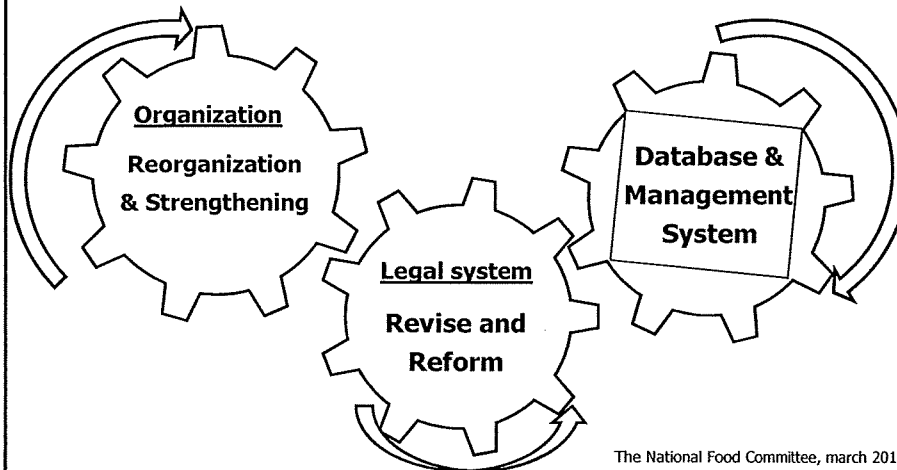 Organization
Reorganization
& Strengthening
Legal system
Revise and
Reform
Database &
Management
System
The National Food Committee, march 201